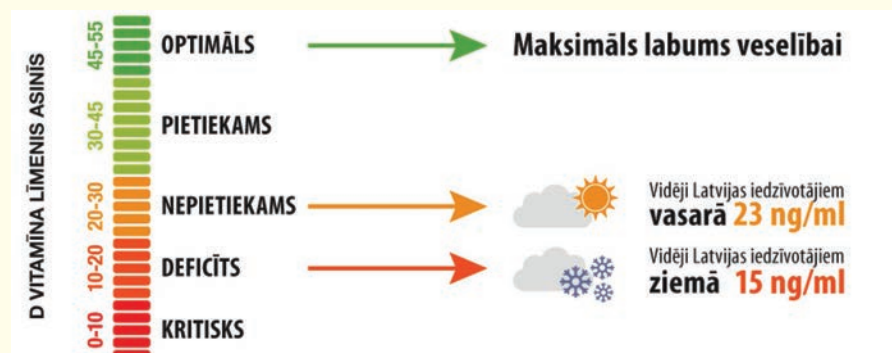 D VITAMĪNA LĪMENIS ASINĪS
45-55
OPTIMĀLS
Maksimāls labums veselībai
30-45
PIETIEKAMS
20-30
NEPIETIEKAMS
Vidēji Latvijas iedzīvotājiem
vasarā 23 ng/ml
10-20
DEFICĪTS
Vidēji Latvijas iedzīvotājiem
ziemā 15 ng/ml
0-10
KRITISKS